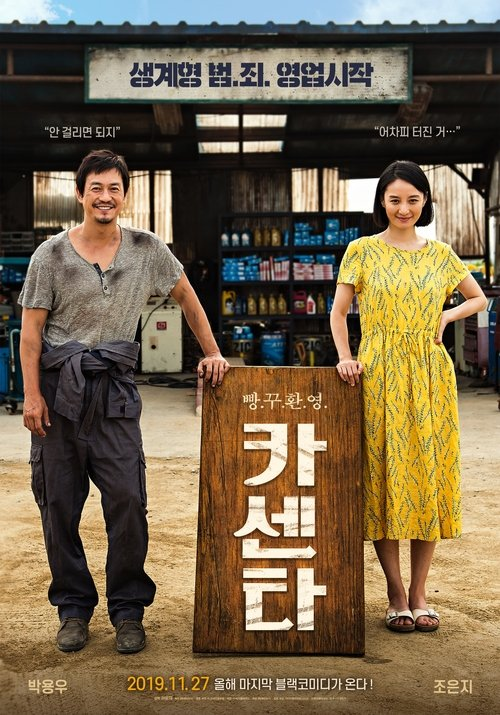 생계형 범.죄. 영업시작
“안 걸리면 되지”
“어차피 터진 거…”
빵.꾸.환.영.
카센타
박용우
2019.11.27 올해 마지막 블랙코미디가 온다!
조은지